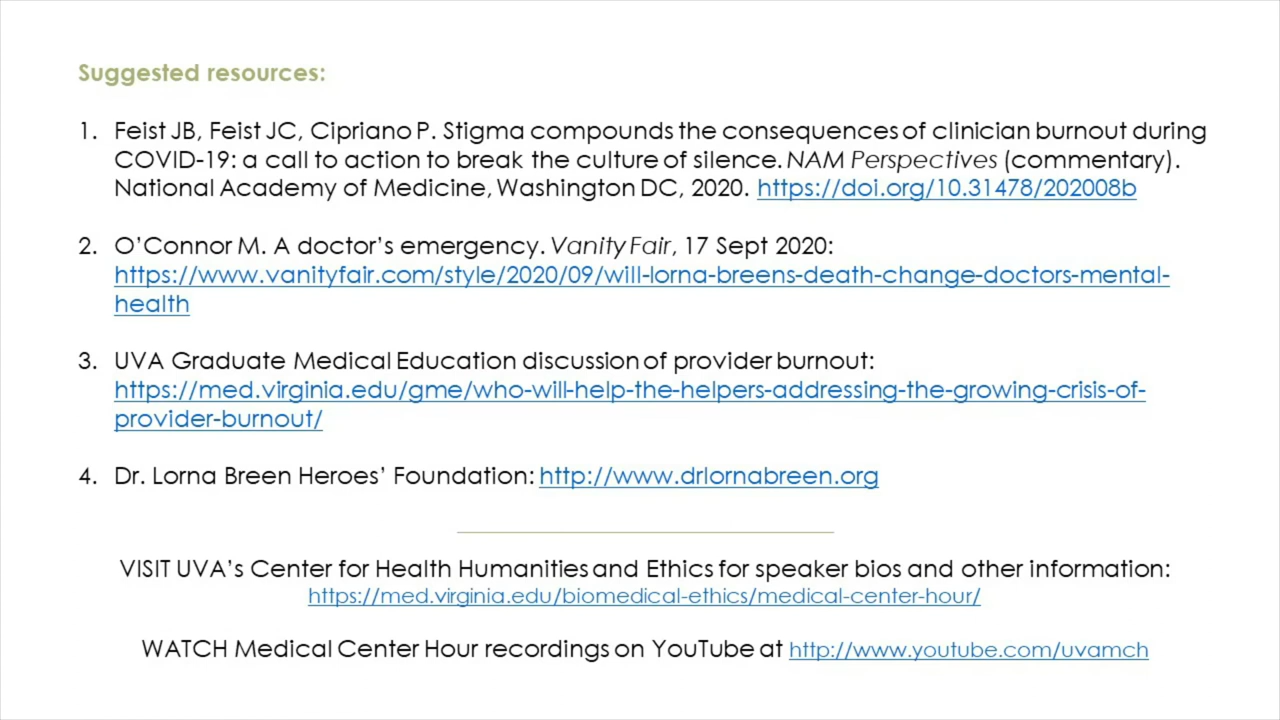 Suggested resources:
1. Feist JB, Feist JC, Cipriano P. Stigma compounds the consequences of clinician burnout during
COVID-19: a call to action to break the culture of silence. NAM Perspectives (commentary).
National Academy of Medicine, Washington DC, 2020. https://doi.org/10.31478/202008b
2. O’Connor M. A doctor’s emergency. Vanity Fair, 17 Sept 2020:
https://www.vanityfair.com/style/2020/09/will-lorna-breens-death-change-doctors-mental-
health
3. UVA Graduate Medical Education discussion of provider burnout:
https://med.virginia.edu/gme/who-will-help-the-helpers-addressing-the-growing-crisis-of-
provider-burnout/
4. Dr. Lorna Breen Heroes’ Foundation: http://www.drlornabreen.org
VISIT UVA’s Center for Health Humanities and Ethics for speaker bios and other information:
https://med.virginia.edu/biomedical-ethics/medical-center-hour/
WATCH Medical Center Hour recordings on YouTube at http://www.youtube.com/uvamch